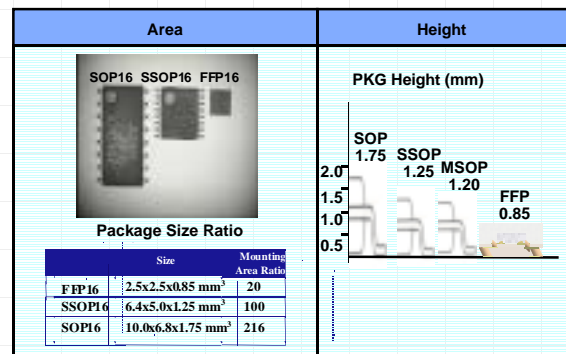 Area
Height
SOP16 SSOP16 FFP16
Package Size Ratio
Size
Mounting
Area Ratio
FFP16 2.5x2.5x0.85 mm³ 20
SSOP16 6.4x5.0x1.25 mm³ 100
SOP16 10.0x6.8x1.75 mm³ 216
PKG Height (mm)
SOP
1.75
SSOP
1.25
MSOP
1.20
FFP
0.85
2.0
1.5
1.0
0.5